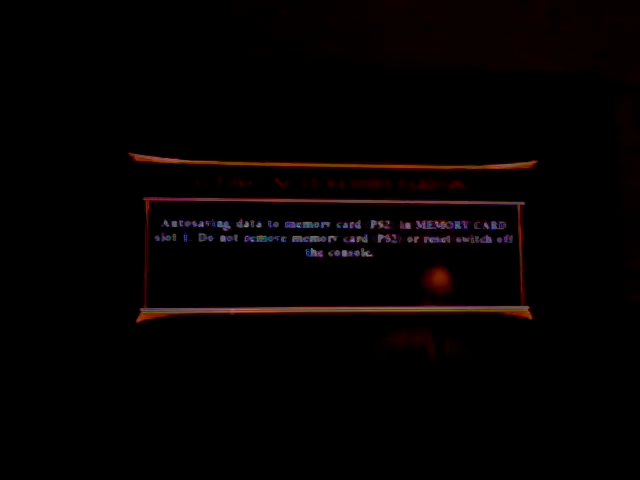 Autosaving data to memory card (PS2) in MEMORY CARD
slot 1. Do not remove memory card (PS2) or reset/switch off
the console.